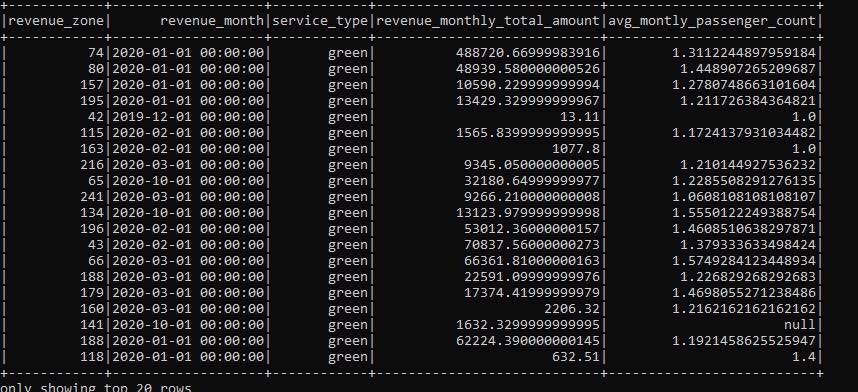 +------------+-------------------+------------+----------------------------+--------------------------+
|revenue_zone|      revenue_month|service_type|revenue_monthly_total_amount|avg_montly_passenger_count|
+------------+-------------------+------------+----------------------------+--------------------------+
|          74|2020-01-01 00:00:00|       green|          488720.66999983916|        1.3112244897959184|
|          80|2020-01-01 00:00:00|       green|          48939.580000000526|         1.448907265209687|
|         157|2020-01-01 00:00:00|       green|          10590.229999999994|        1.2780748663101604|
|         195|2020-01-01 00:00:00|       green|          13429.329999999967|         1.211726384364821|
|          42|2019-12-01 00:00:00|       green|                       13.11|                       1.0|
|         115|2020-02-01 00:00:00|       green|          1565.8399999999995|        1.1724137931034482|
|         163|2020-02-01 00:00:00|       green|                      1077.8|                       1.0|
|         216|2020-03-01 00:00:00|       green|           9345.050000000005|         1.210144927536232|
|          65|2020-10-01 00:00:00|       green|           32180.64999999977|        1.2285508291276135|
|         241|2020-03-01 00:00:00|       green|           9266.210000000008|        1.0608108108108107|
|         134|2020-10-01 00:00:00|       green|          13123.979999999998|        1.5550122249388754|
|         196|2020-02-01 00:00:00|       green|           53012.36000000157|        1.4608510638297871|
|          43|2020-02-01 00:00:00|       green|           70837.56000000273|         1.379333633498424|
|          66|2020-03-01 00:00:00|       green|           66361.81000000163|        1.5749284123448934|
|         188|2020-03-01 00:00:00|       green|           22591.09999999976|         1.226829268292683|
|         179|2020-03-01 00:00:00|       green|           17374.41999999979|        1.4698055271238486|
|         160|2020-03-01 00:00:00|       green|                     2206.32|        1.2162162162162162|
|         141|2020-10-01 00:00:00|       green|          1632.3299999999995|                      null|
|         188|2020-01-01 00:00:00|       green|          62224.390000000145|        1.1921458625525947|
|         118|2020-01-01 00:00:00|       green|                      632.51|                       1.4|
+------------+-------------------+------------+----------------------------+--------------------------+
only showing top 20 rows